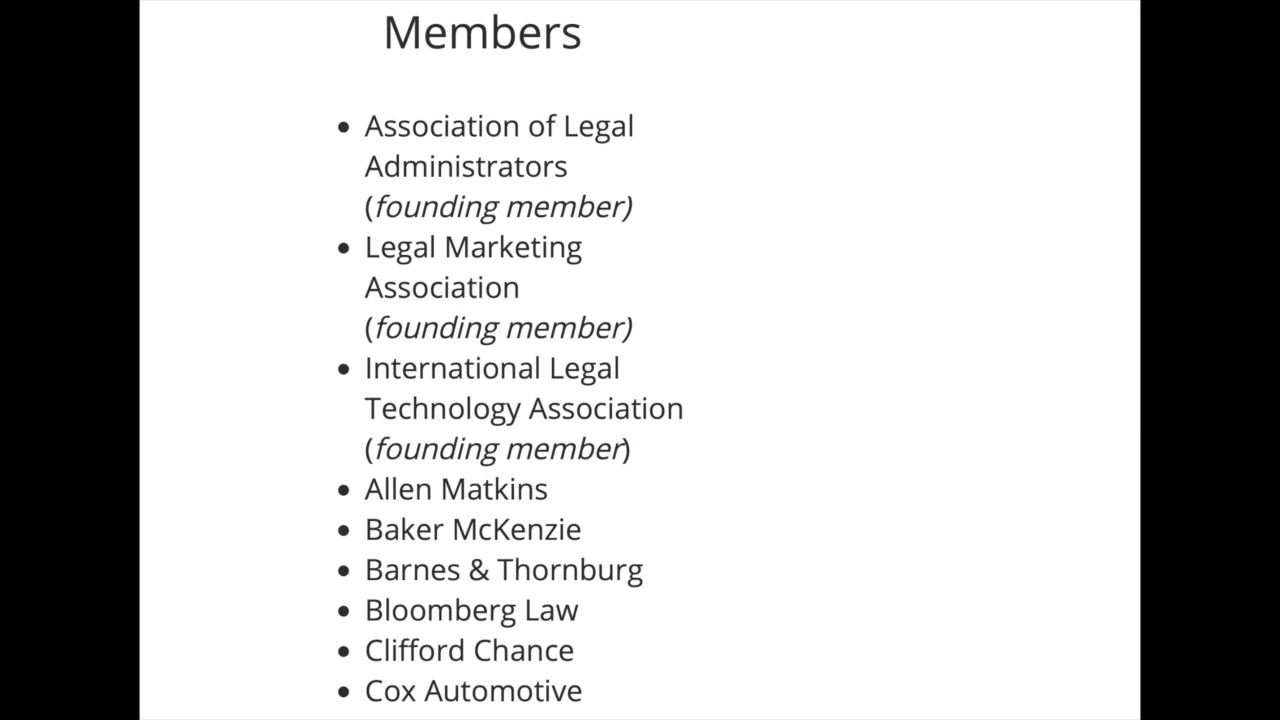 Members
• Association of Legal
Administrators
(founding member)
• Legal Marketing
Association
(founding member)
• International Legal
Technology Association
(founding member)
• Allen Matkins
• Baker McKenzie
• Barnes & Thornburg
• Bloomberg Law
• Clifford Chance
• Cox Automotive